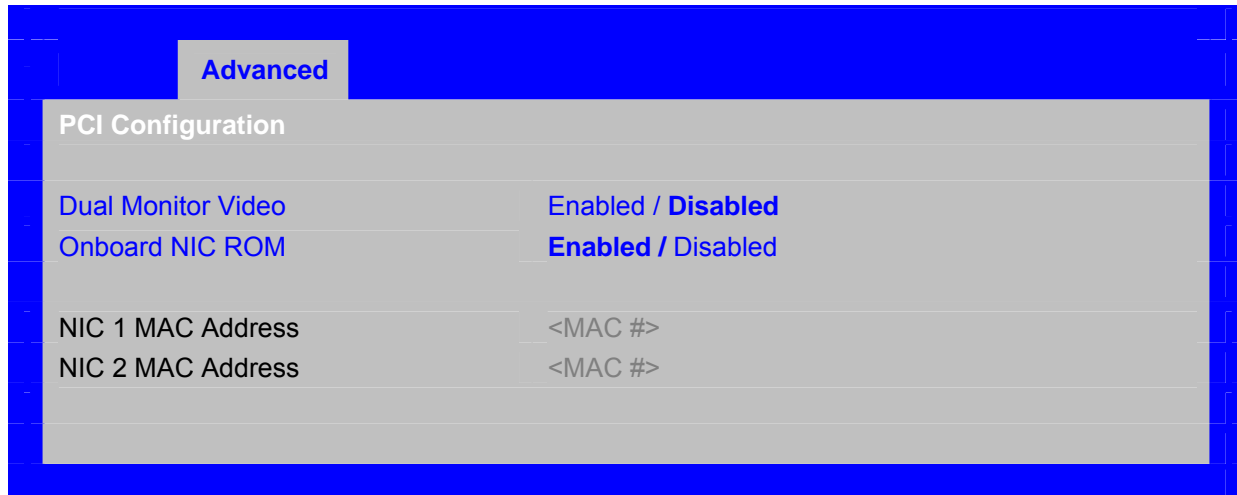 Advanced
PCI Configuration
Dual Monitor Video Enabled / Disabled
Onboard NIC ROM Enabled / Disabled
NIC 1 MAC Address <MAC #>
NIC 2 MAC Address <MAC #>